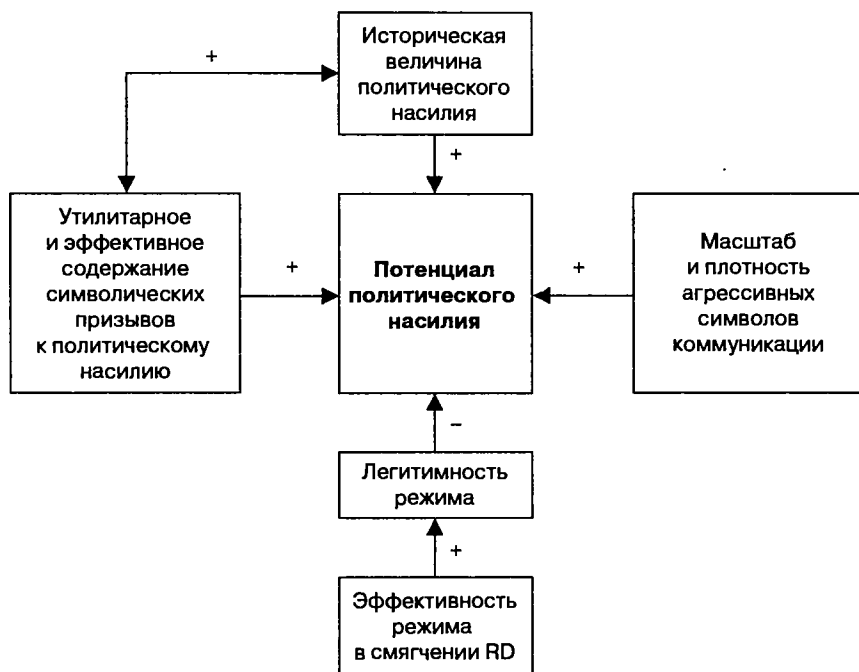 Историческая
величина
политического
насилия
+
+
Утилитарное
и эффективное
содержание
символических
призывов
к политическому
насилию
+
Потенциал
политического
насилия
+
Масштаб
и плотность
агрессивных
символов
коммуникации
–
Легитимность
режима
+
Эффективность
режима
в смягчении RD